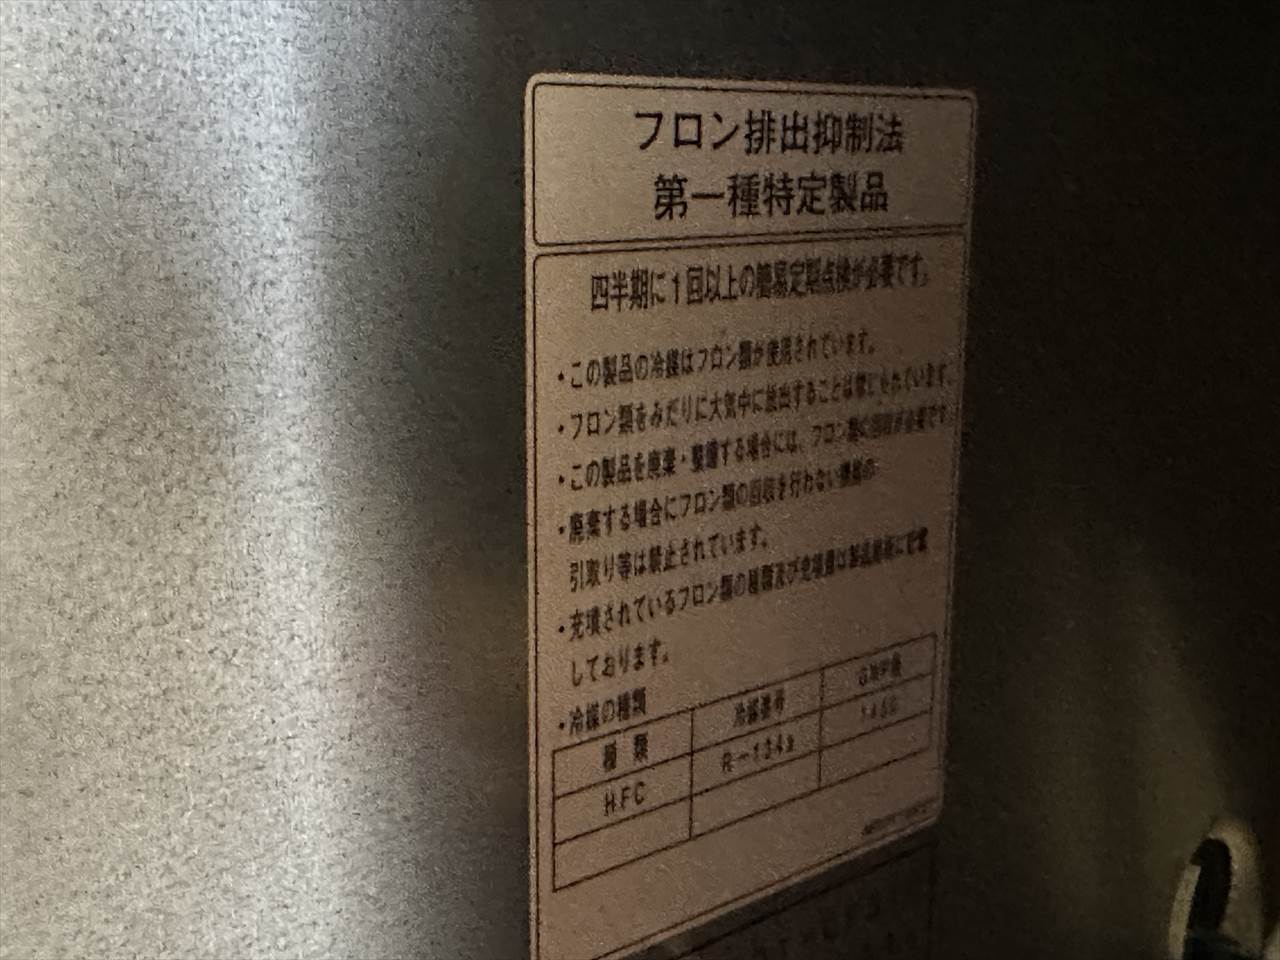 フロン排出抑制法
第一種特定製品
四半期に1回以上の簡易定期点検が必要です。
・この製品の冷媒はフロン類が使用されています。
・フロン類をみだりに大気中に放出することは禁じられています。
・この製品を廃棄・整備する場合には、フロン類の回収が必要です
・廃棄する場合にフロン類の回収を行わない機器の
引取り等は禁止されています。
・充填されているフロン類の種類及び充填量は製品銘板に記載
しております。
・冷媒の種類
種類 冷媒番号
HFC R-134a 1430